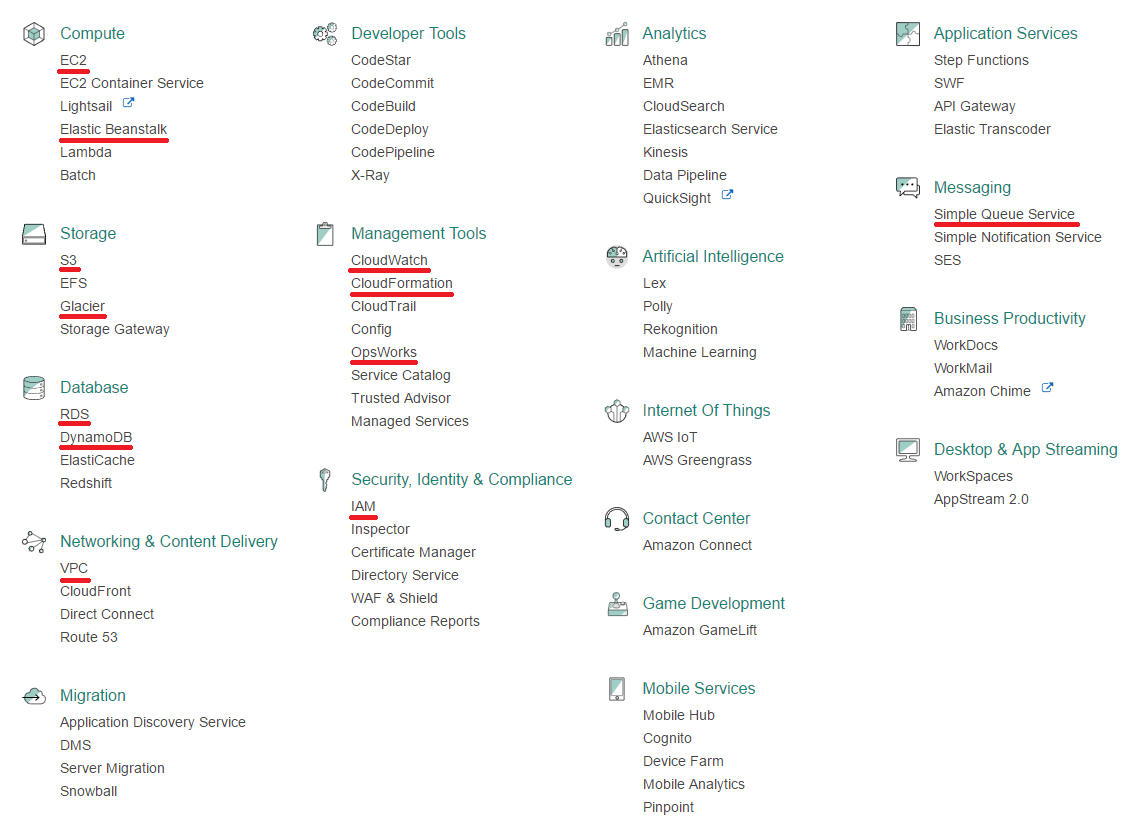 Compute
EC2
EC2 Container Service
Lightsail
Elastic Beanstalk
Lambda
Batch
Storage
S3
EFS
Glacier
Storage Gateway
Database
RDS
DynamoDB
ElastiCache
Redshift
Networking & Content Delivery
VPC
CloudFront
Direct Connect
Route 53
Migration
Application Discovery Service
DMS
Server Migration
Snowball
Developer Tools
CodeStar
CodeCommit
CodeBuild
CodeDeploy
CodePipeline
X-Ray
Management Tools
CloudWatch
CloudFormation
CloudTrail
Config
OpsWorks
Service Catalog
Trusted Advisor
Managed Services
Security, Identity & Compliance
IAM
Inspector
Certificate Manager
Directory Service
WAF & Shield
Compliance Reports
Analytics
Athena
EMR
CloudSearch
Elasticsearch Service
Kinesis
Data Pipeline
QuickSight
Artificial Intelligence
Lex
Polly
Rekognition
Machine Learning
Internet Of Things
AWS IoT
AWS Greengrass
Contact Center
Amazon Connect
Game Development
Amazon GameLift
Mobile Services
Mobile Hub
Cognito
Device Farm
Mobile Analytics
Pinpoint
Application Services
Step Functions
SWF
API Gateway
Elastic Transcoder
Messaging
Simple Queue Service
Simple Notification Service
SES
Business Productivity
WorkDocs
WorkMail
Amazon Chime
Desktop & App Streaming
WorkSpaces
AppStream 2.0